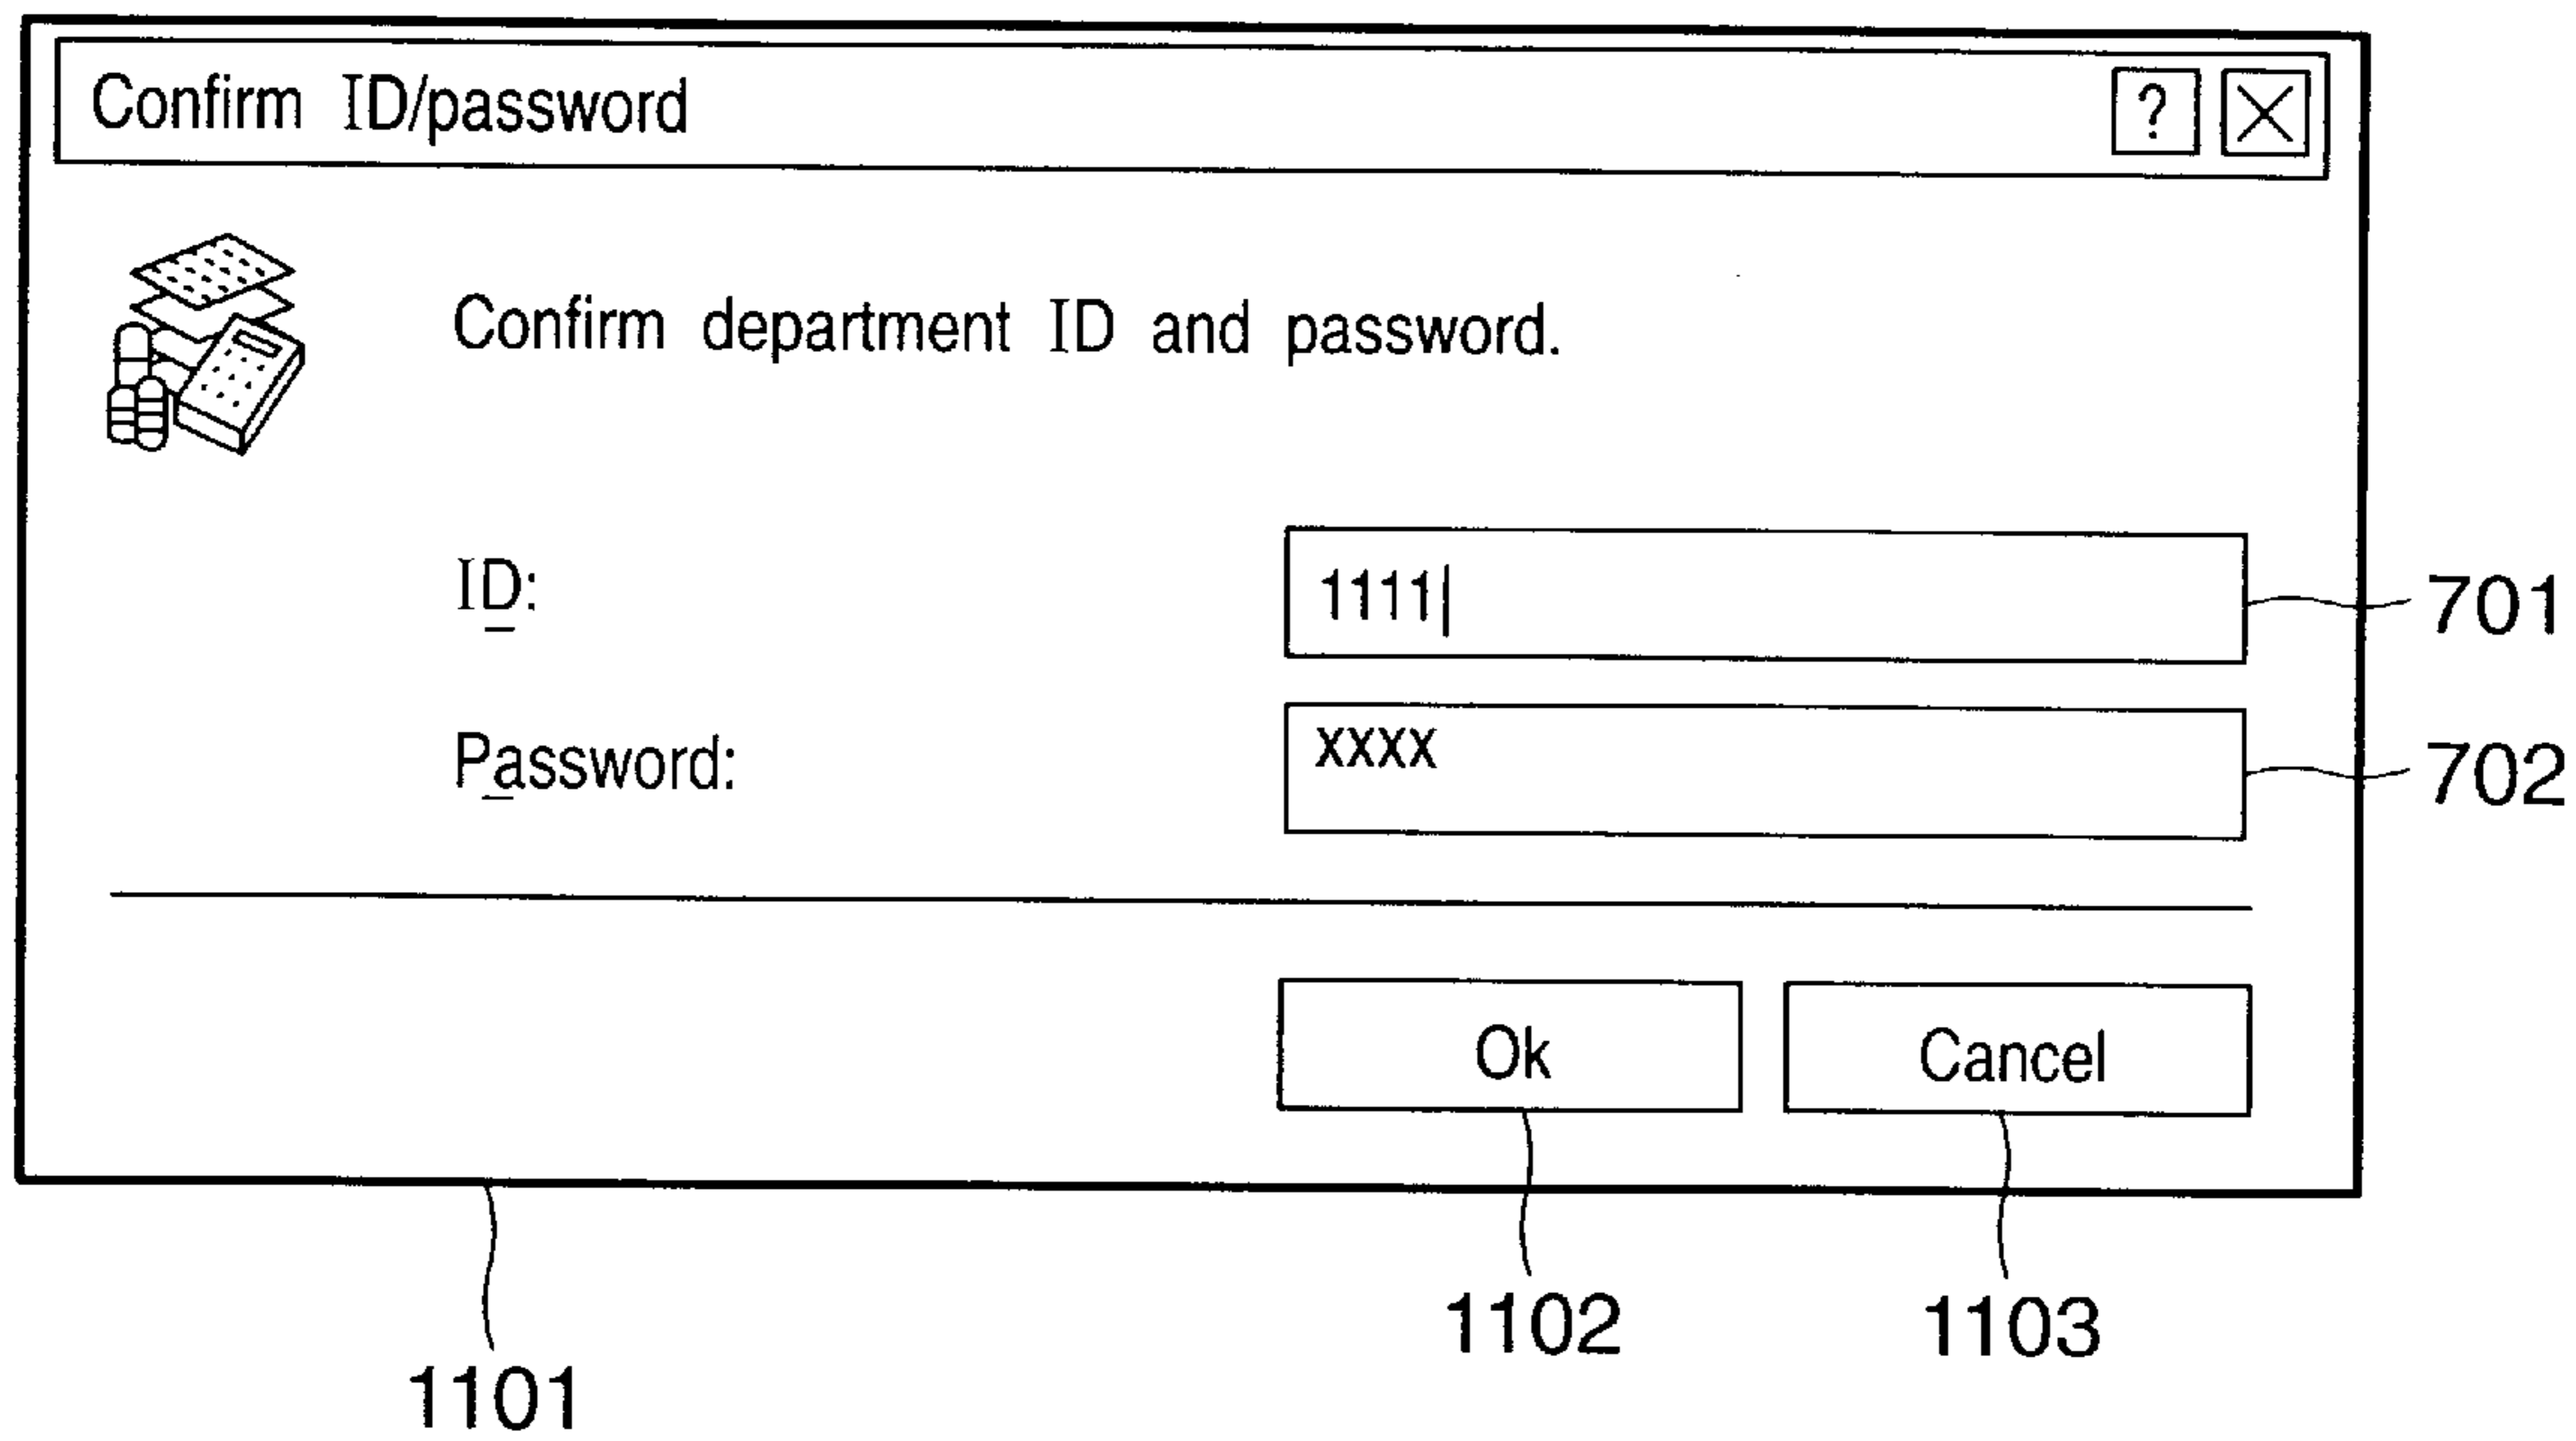 Confirm ID/password ? X
Confirm department ID and password.
ID: 1111 701
Password: xxxx 702
Ok Cancel
1102 1103
1101